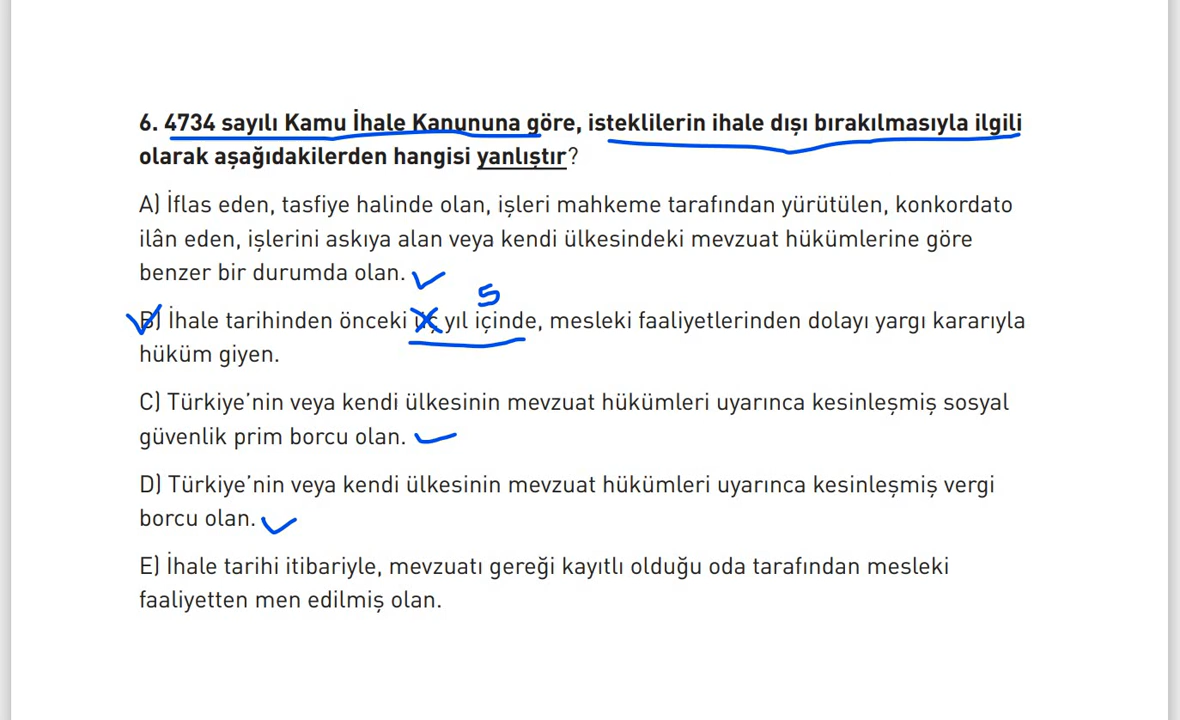 6. 4734 sayılı Kamu İhale Kanununa göre, isteklilerin ihale dışı bırakılmasıyla ilgili
olarak aşağıdakilerden hangisi yanlıştır?
A) İflas eden, tasfiye halinde olan, işleri mahkeme tarafından yürütülen, konkordato
ilân eden, işlerini askıya alan veya kendi ülkesindeki mevzuat hükümlerine göre
benzer bir durumda olan.
5
B) İhale tarihinden önceki üç yıl içinde, mesleki faaliyetlerinden dolayı yargı kararıyla
hüküm giyen.
C) Türkiye'nin veya kendi ülkesinin mevzuat hükümleri uyarınca kesinleşmiş sosyal
güvenlik prim borcu olan.
D) Türkiye'nin veya kendi ülkesinin mevzuat hükümleri uyarınca kesinleşmiş vergi
borcu olan.
E) İhale tarihi itibariyle, mevzuatı gereği kayıtlı olduğu oda tarafından mesleki
faaliyetten men edilmiş olan.